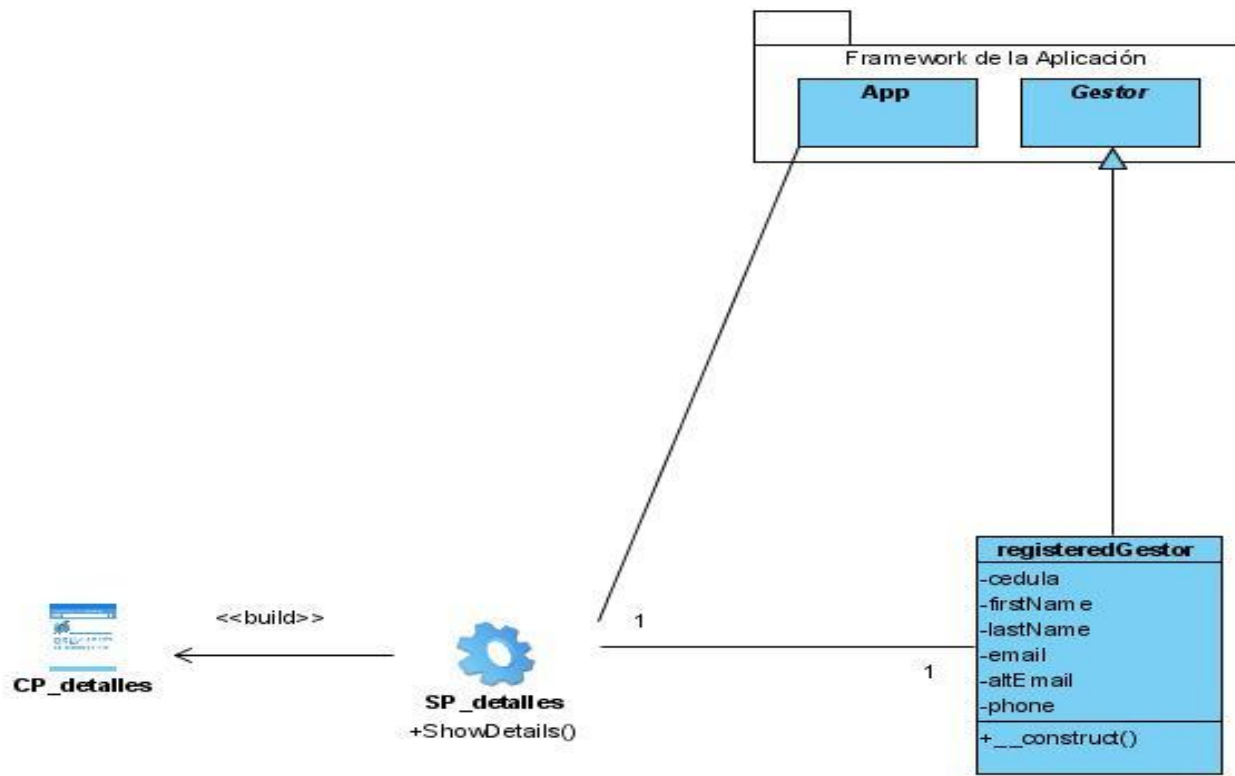 Framework de la Aplicación
App
Gestor
<<build>>
CP_detalles
SP_detalles
+ShowDetails()
1
1
registeredGestor
-cedula
-firstName
-lastName
-email
-altEmail
-phone
+__construct()